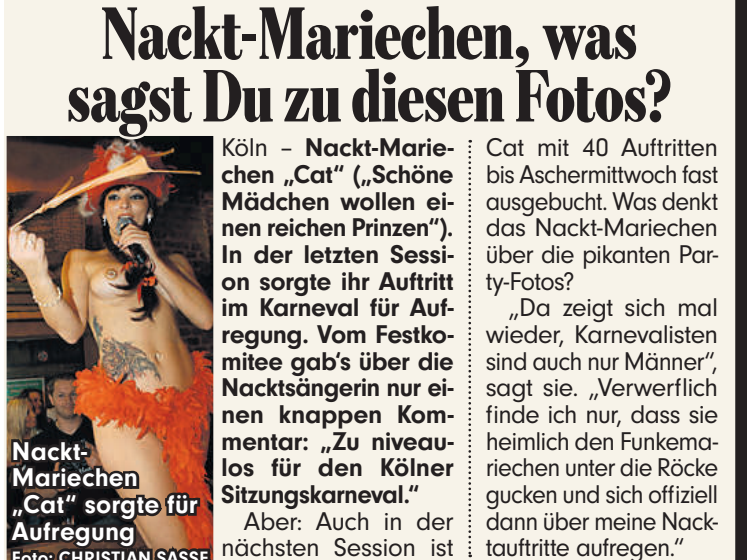 Nackt-Mariechen, was
sagst Du zu diesen Fotos?
Nackt-
Mariechen
„Cat“ sorgte für
Aufregung
Foto: CHRISTIAN SASSE
Köln – Nackt-Marie-
chen „Cat“ („Schöne
Mädchen wollen ei-
nen reichen Prinzen“).
In der letzten Sessi-
on sorgte ihr Auftritt
im Karneval für Auf-
regung. Vom Festko-
mitee gab‘s über die
Nacktsängerin nur ei-
nen knappen Kom-
mentar: „Zu niveau-
los für den Kölner
Sitzungskarneval.“
Aber: Auch in der
nächsten Session ist
Cat mit 40 Auftritten
bis Aschermittwoch fast
ausgebucht. Was denkt
das Nackt-Mariechen
über die pikanten Par-
ty-Fotos?
„Da zeigt sich mal
wieder, Karnevalisten
sind auch nur Männer“,
sagt sie. „Verwerflich
finde ich nur, dass sie
heimlich den Funkema-
riechen unter die Röcke
gucken und sich offiziell
dann über meine Nack-
tauftritte aufregen.“